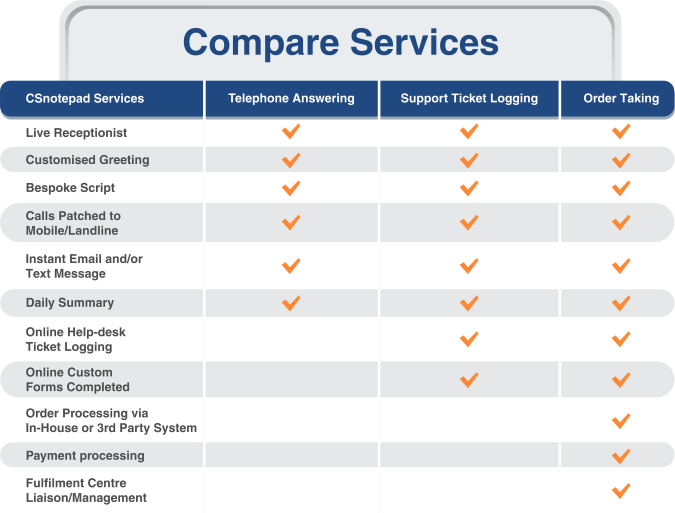 Compare Services
CSnotepad Services
Telephone Answering
Support Ticket Logging
Order Taking
Live Receptionist
Customised Greeting
Bespoke Script
Calls Patched to
Mobile/Landline
Instant Email and/or
Text Message
Daily Summary
Online Help-desk
Ticket Logging
Online Custom
Forms Completed
Order Processing via
In-House or 3rd Party System
Payment processing
Fulfilment Centre
Liaison/Management